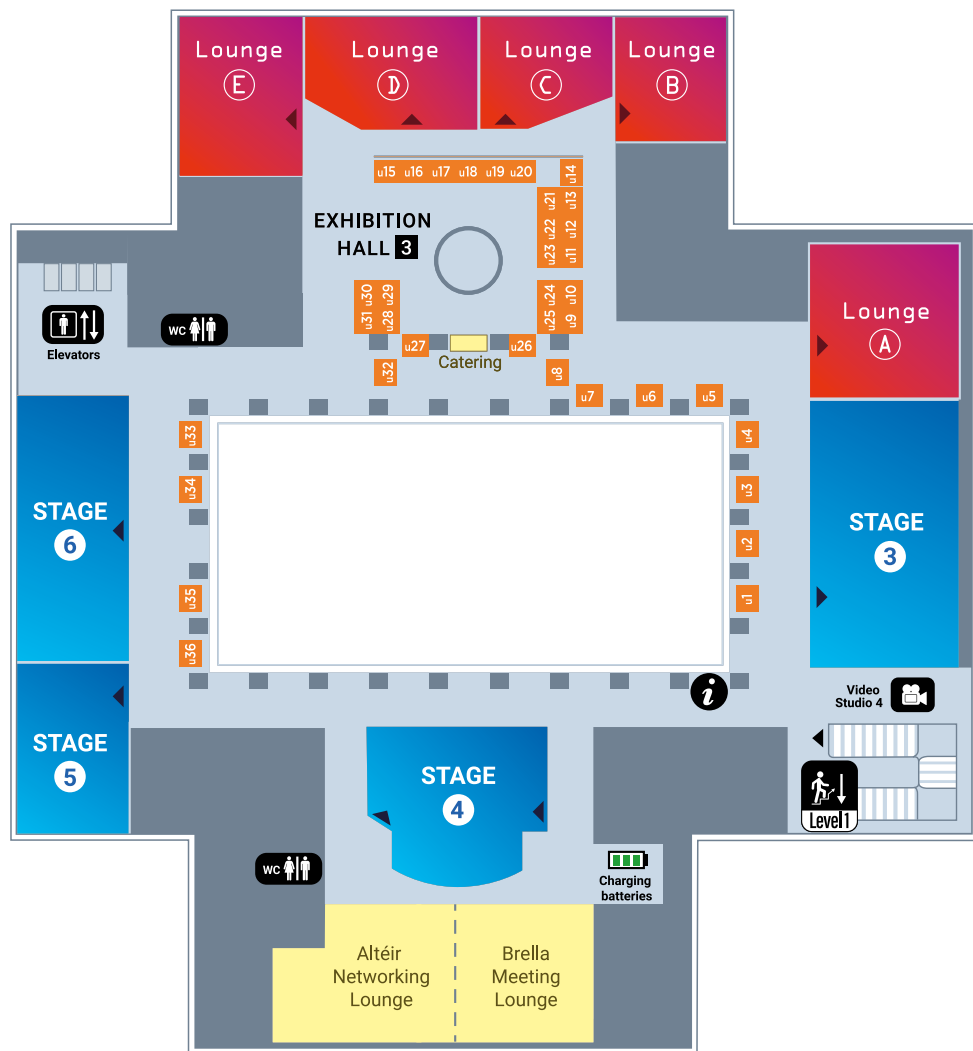 Lounge
E
Lounge
D
Lounge
C
Lounge
B
u15 u16 u17 u18 u19 u20
u14
u21 u13
u22 u12
u23 u11
EXHIBITION
HALL 3
u30 u29
u31 u28
u24 u10
u25 u9
u27
Catering
u26
u32
u8
u7
u6
u5
Elevators
WC
Lounge
A
u33
u34
u35
u36
u4
u3
u2
u1
STAGE
6
STAGE
3
STAGE
5
STAGE
4
i
Video
Studio 4
Level 1
WC
Charging
batteries
Altéir
Networking
Lounge
Brella
Meeting
Lounge